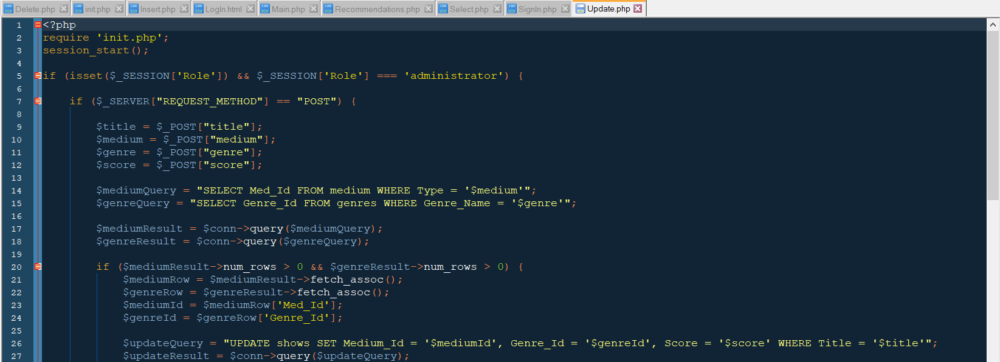 Delete.php init.php Insert.php LogIn.html Main.php Recommendations.php Select.php SignIn.php Update.php
1 <?php
2 require 'init.php';
3 session_start();
4
5 if (isset($_SESSION['Role']) && $_SESSION['Role'] === 'administrator') {
6
7 if ($_SERVER["REQUEST_METHOD"] == "POST") {
8
9 $title = $_POST["title"];
10 $medium = $_POST["medium"];
11 $genre = $_POST["genre"];
12 $score = $_POST["score"];
13
14 $mediumQuery = "SELECT Med_Id FROM medium WHERE Type = '$medium'";
15 $genreQuery = "SELECT Genre_Id FROM genres WHERE Genre_Name = '$genre'";
16
17 $mediumResult = $conn->query($mediumQuery);
18 $genreResult = $conn->query($genreQuery);
19
20 if ($mediumResult->num_rows > 0 && $genreResult->num_rows > 0) {
21 $mediumRow = $mediumResult->fetch_assoc();
22 $genreRow = $genreResult->fetch_assoc();
23 $mediumId = $mediumRow['Med_Id'];
24 $genreId = $genreRow['Genre_Id'];
25
26 $updateQuery = "UPDATE shows SET Medium_Id = '$mediumId', Genre_Id = '$genreId', Score = '$score' WHERE Title = '$title'";
27 $updateResult = $conn->query($updateQuery);